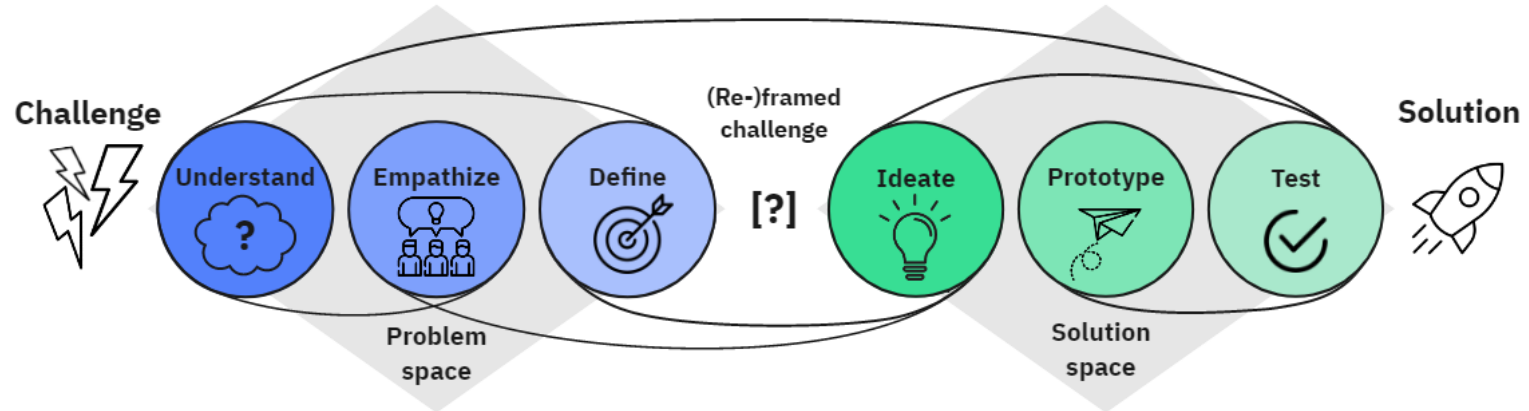 Challenge
Understand
?
Empathize
Define
Problem
space
(Re-)framed
challenge
[?]
Ideate
Prototype
Test
Solution
space
Solution